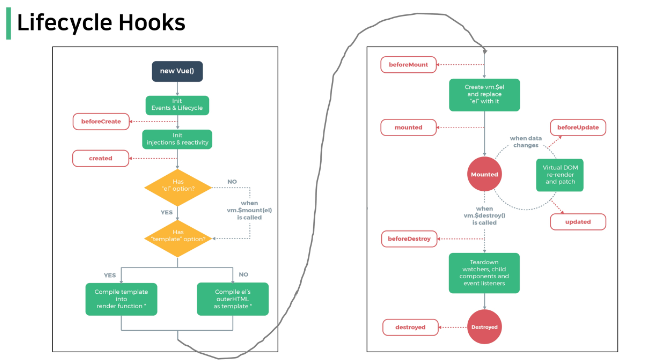 Lifecycle Hooks
new Vue()
Init
Events & Lifecycle
beforeCreate
Init
injections & reactivity
created
Has
"el" option?
NO
when
vm.$mount(el)
is called
YES
Has
"template" option?
YES
NO
Compile template
into
render function *
Compile el's
outerHTML
as template *
beforeMount
Create vm.$el
and replace
"el" with it
mounted
when data
changes
beforeUpdate
Mounted
Virtual DOM
re-render
and patch
when
vm.$destroy()
is called
updated
beforeDestroy
Teardown
watchers, child
components and
event listeners
destroyed
Destroyed